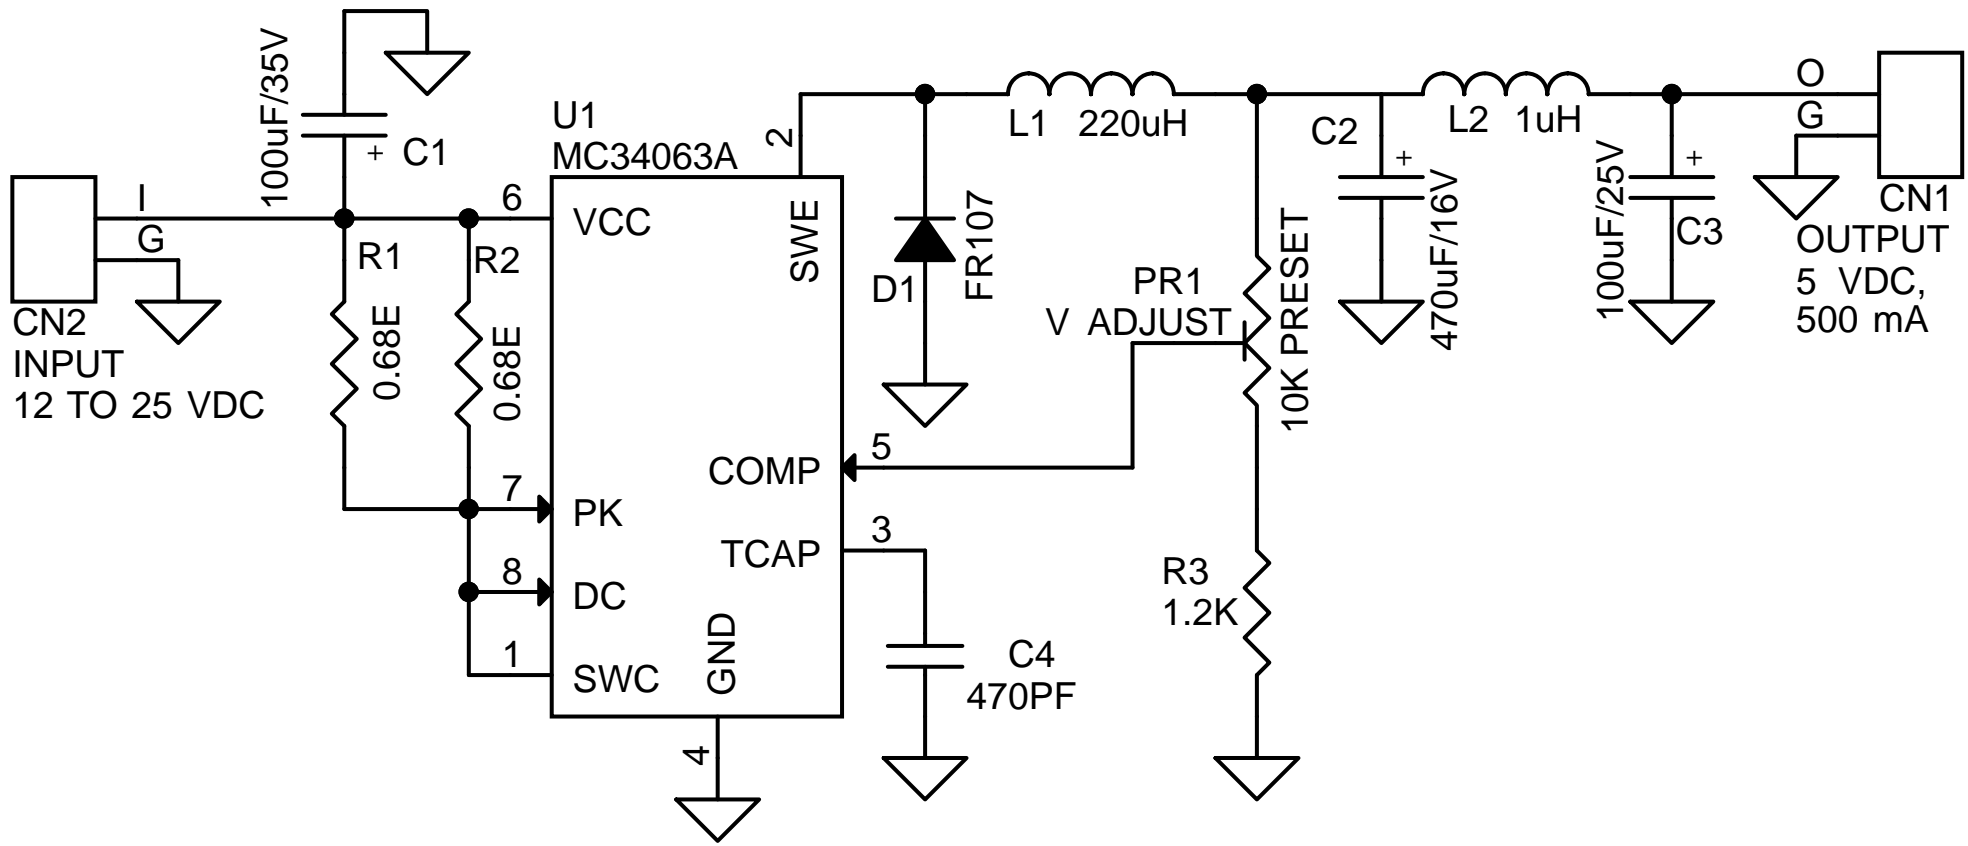 100uF/35V
+ C1
U1
MC34063A
2
L1 220uH
C2
+
470uF/16V
L2 1uH
100uF/25V
+
C3
O
G
CN1
OUTPUT
5 VDC,
500 mA
I
G
CN2
INPUT
12 TO 25 VDC
R1
0.68E
R2
0.68E
6
VCC
SWE
D1
FR107
PR1
V ADJUST
10K PRESET
7
PK
COMP
5
8
DC
TCAP
3
1
SWC
GND
4
C4
470PF
R3
1.2K